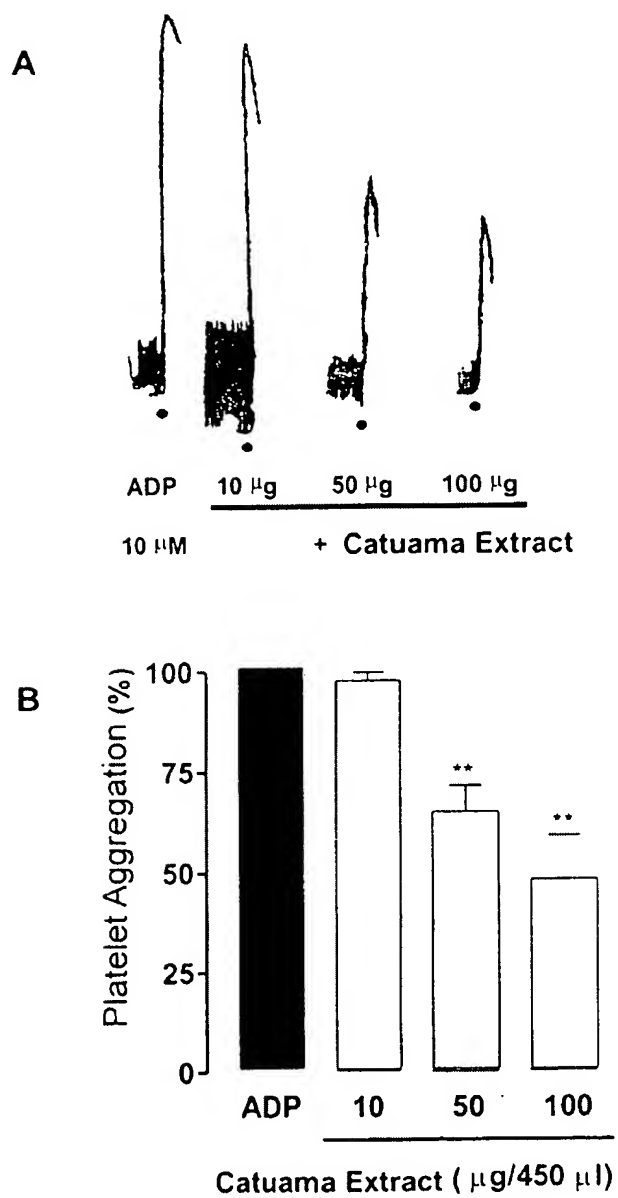 A
ADP 10 μg 50 μg 100 μg
10 μM + Catuama Extract
B
Platelet Aggregation (%)
100
75
50
25
0
**
**
ADP 10 50 100
Catuama Extract ( μg/450 μl)